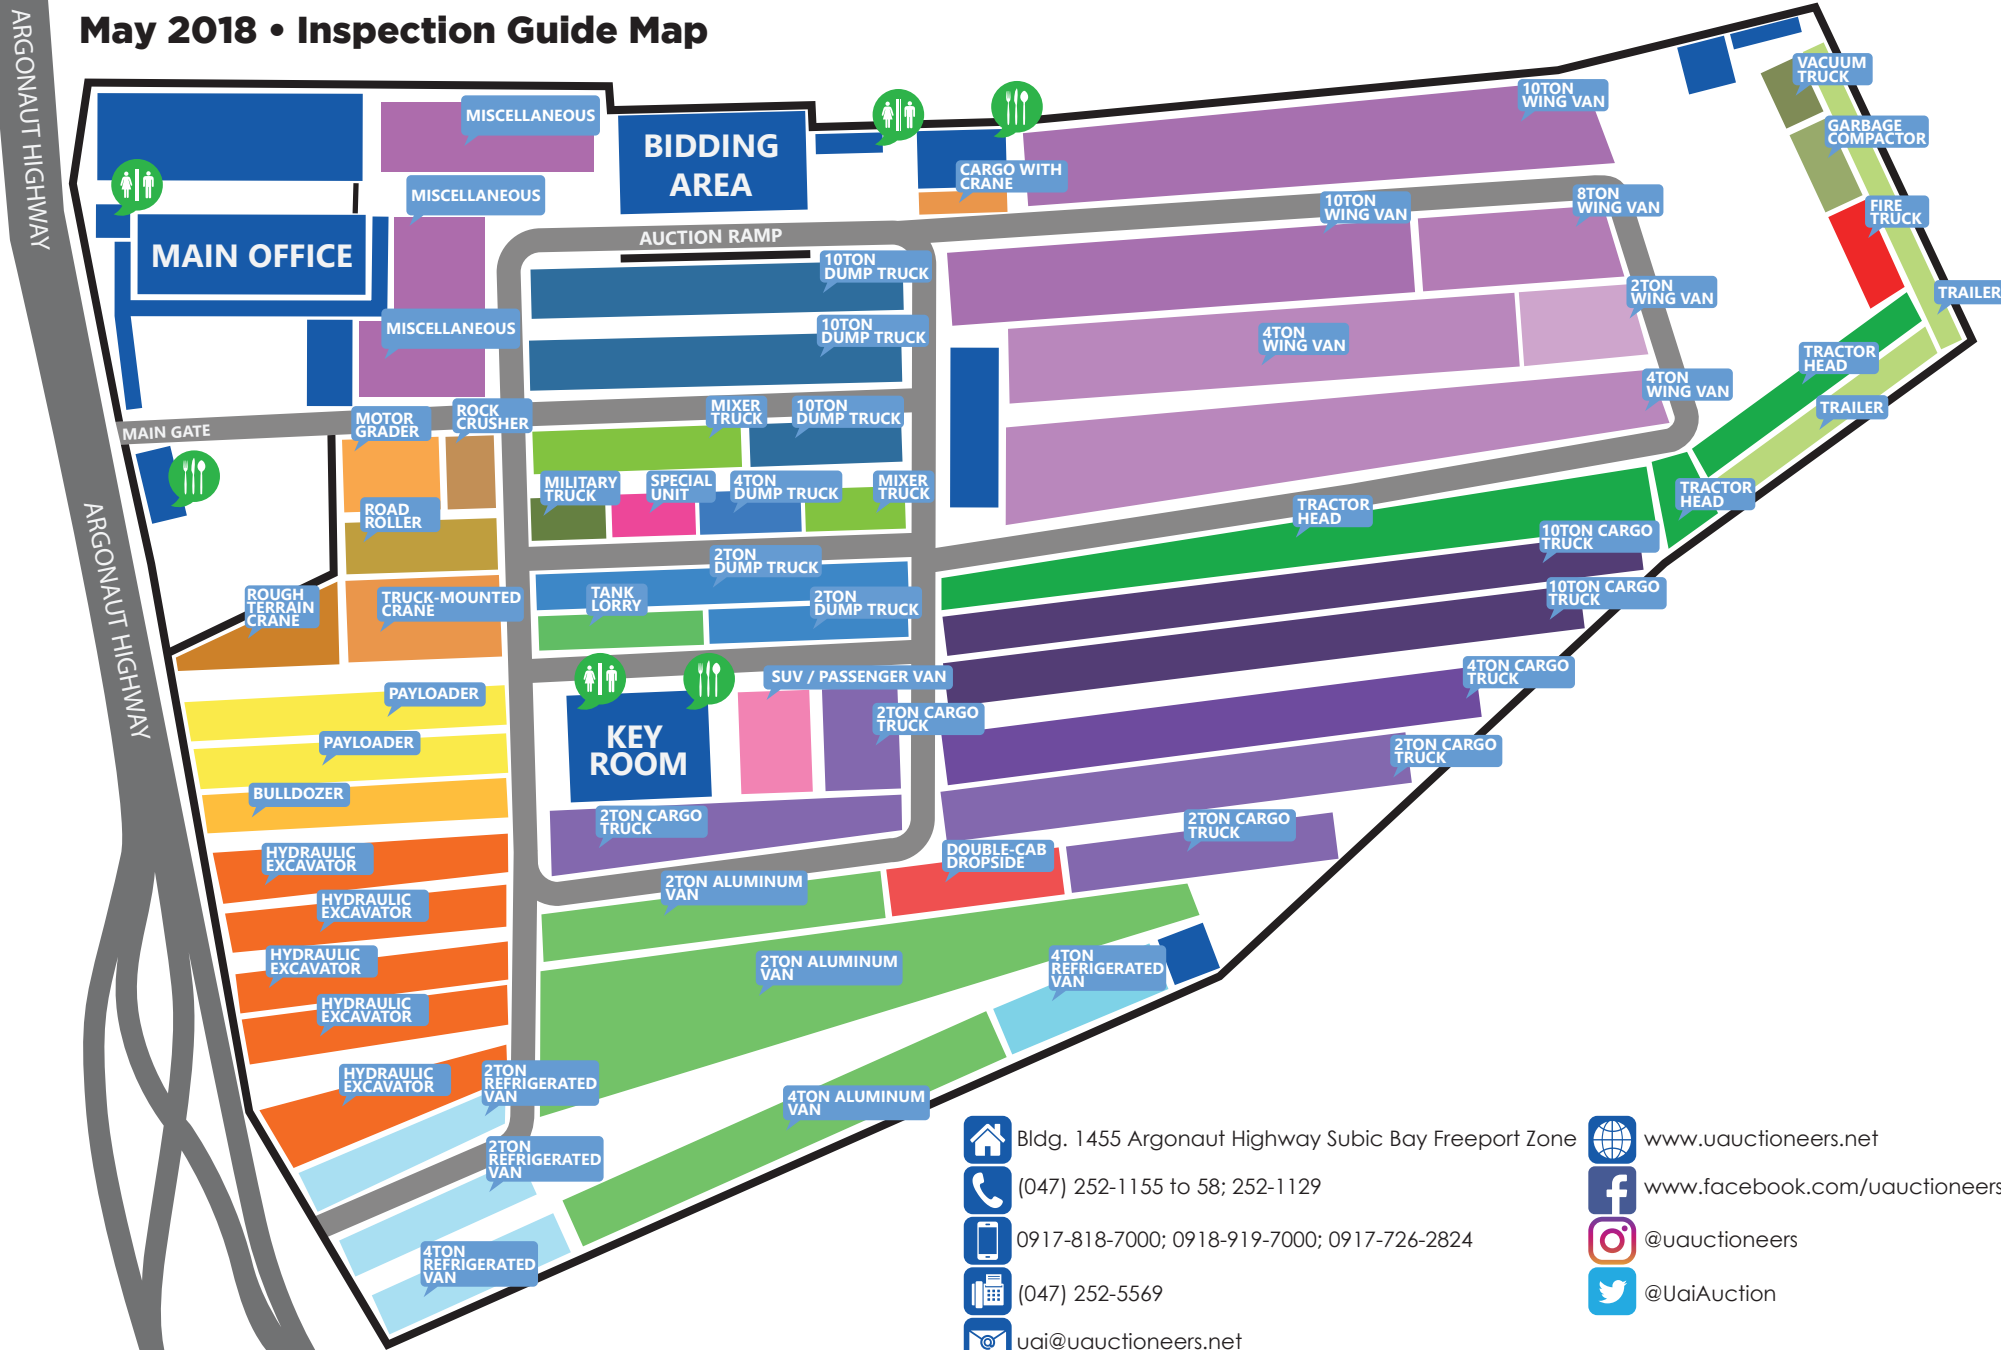 May 2018 • Inspection Guide Map
ARGONAUT HIGHWAY
ARGONAUT HIGHWAY
MISCELLANEOUS
MISCELLANEOUS
MISCELLANEOUS
BIDDING
AREA
MAIN OFFICE
CARGO WITH
CRANE
10TON
WING VAN
10TON
WING VAN
8TON
WING VAN
2TON
WING VAN
4TON
WING VAN
4TON
WING VAN
VACUUM
TRUCK
GARBAGE
COMPACTOR
FIRE
TRUCK
TRAILER
TRACTOR
HEAD
TRAILER
TRACTOR
HEAD
TRACTOR
HEAD
AUCTION RAMP
10TON
DUMP TRUCK
10TON
DUMP TRUCK
MAIN GATE
MOTOR
GRADER
ROCK
CRUSHER
MIXER
TRUCK
10TON
DUMP TRUCK
MILITARY
TRUCK
SPECIAL
UNIT
4TON
DUMP TRUCK
MIXER
TRUCK
ROAD
ROLLER
2TON
DUMP TRUCK
ROUGH
TERRAIN
CRANE
TRUCK-MOUNTED
CRANE
TANK
LORRY
2TON
DUMP TRUCK
10TON CARGO
TRUCK
10TON CARGO
TRUCK
4TON CARGO
TRUCK
2TON CARGO
TRUCK
2TON CARGO
TRUCK
SUV / PASSENGER VAN
2TON CARGO
TRUCK
KEY
ROOM
2TON CARGO
TRUCK
PAYLOADER
PAYLOADER
BULLDOZER
HYDRAULIC
EXCAVATOR
HYDRAULIC
EXCAVATOR
HYDRAULIC
EXCAVATOR
HYDRAULIC
EXCAVATOR
HYDRAULIC
EXCAVATOR
DOUBLE-CAB
DROPSIDE
2TON ALUMINUM
VAN
2TON ALUMINUM
VAN
4TON
REFRIGERATED
VAN
2TON
REFRIGERATED
VAN
4TON ALUMINUM
VAN
2TON
REFRIGERATED
VAN
4TON
REFRIGERATED
VAN
Bldg. 1455 Argonaut Highway Subic Bay Freeport Zone
(047) 252-1155 to 58; 252-1129
0917-818-7000; 0918-919-7000; 0917-726-2824
(047) 252-5569
uai@uauctioneers.net
www.uauctioneers.net
www.facebook.com/uauctioneers
@uauctioneers
@UaiAuction